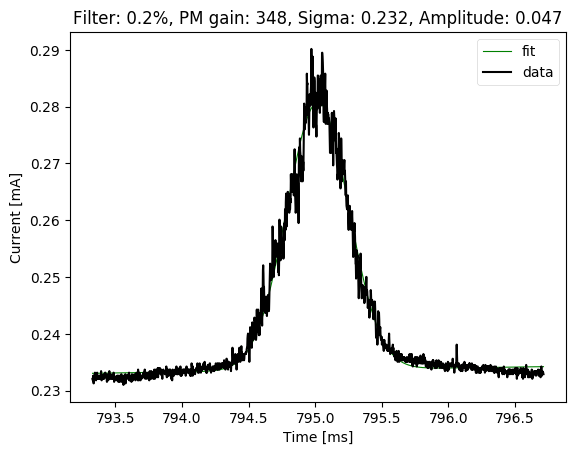 Filter: 0.2%, PM gain: 348, Sigma: 0.232, Amplitude: 0.047
fit
data
0.29
0.28
0.27
0.26
0.25
0.24
0.23
Current [mA]
793.5
794.0
794.5
795.0
795.5
796.0
796.5
Time [ms]